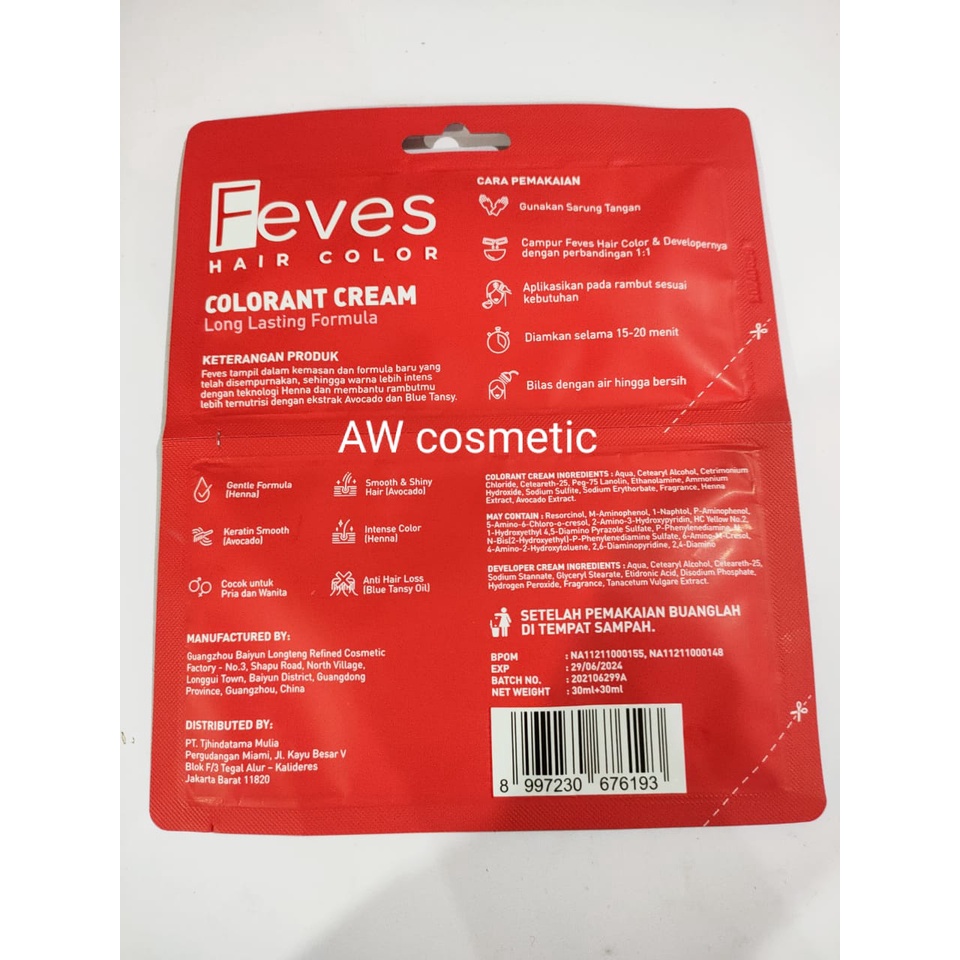 Feves
HAIR COLOR
COLORANT CREAM
Long Lasting Formula
KETERANGAN PRODUK
Feves tampil dalam kemasan dan formula baru yang
telah disempurnakan, sehingga warna lebih intens
dengan teknologi Henna dan membantu rambutmu
lebih ternutrisi dengan ekstrak Avocado dan Blue Tansy.
CARA PEMAKAIAN
Gunakan Sarung Tangan
Campur Feves Hair Color & Developernya
dengan perbandingan 1:1
Aplikasikan pada rambut sesuai
kebutuhan
Diamkan selama 15-20 menit
Bilas dengan air hingga bersih
AW cosmetic
Gentle Formula
(Henna)
Smooth & Shiny
Hair (Avocado)
Keratin Smooth
(Avocado)
Intense Color
(Henna)
Cocok untuk
Pria dan Wanita
Anti Hair Loss
(Blue Tansy Oil)
MANUFACTURED BY:
Guangzhou Baiyun Longteng Refined Cosmetic
Factory - No.3, Shapu Road, North Village,
Longgui Town, Baiyun District, Guangdong
Province, Guangzhou, China
DISTRIBUTED BY:
PT. Tjhindatama Mulia
Pergudangan Miami, Jl. Kayu Besar V
Blok F/3 Tegal Alur - Kalideres
Jakarta Barat 11820
COLORANT CREAM INGREDIENTS : Aqua, Cetearyl Alcohol, Cetrimonium
Chloride, Ceteareth-25, Peg-75 Lanolin, Ethanolamine, Ammonium
Hydroxide, Sodium Sulfite, Sodium Erythorbate, Fragrance, Henna
Extract, Avocado Extract.
MAY CONTAIN : Resorcinol, M-Aminophenol, 1-Naphtol, P-Aminophenol,
5-Amino-6-Chloro-o-cresol, 2-Amino-3-Hydroxypyridin, HC Yellow No.2,
1-Hydroxyethyl 4,5-Diamino Pyrazole Sulfate, P-Phenylenediamine, N,
N-Bis(2-Hydroxyethyl)-P-Phenylenediamine Sulfate, 6-Amino-M-Cresol,
4-Amino-2-Hydroxytoluene, 2,6-Diaminopyridine, 2,4-Diamino
DEVELOPER CREAM INGREDIENTS : Aqua, Cetearyl Alcohol, Ceteareth-25,
Sodium Stannate, Glyceryl Stearate, Etidronic Acid, Disodium Phosphate,
Hydrogen Peroxide, Fragrance, Tanacetum Vulgare Extract.
SETELAH PEMAKAIAN BUANGLAH
DI TEMPAT SAMPAH.
BPOM : NA11211000155, NA11211000148
EXP : 29/06/2024
BATCH NO. : 202106299A
NET WEIGHT : 30ml+30ml
8 997230 676193